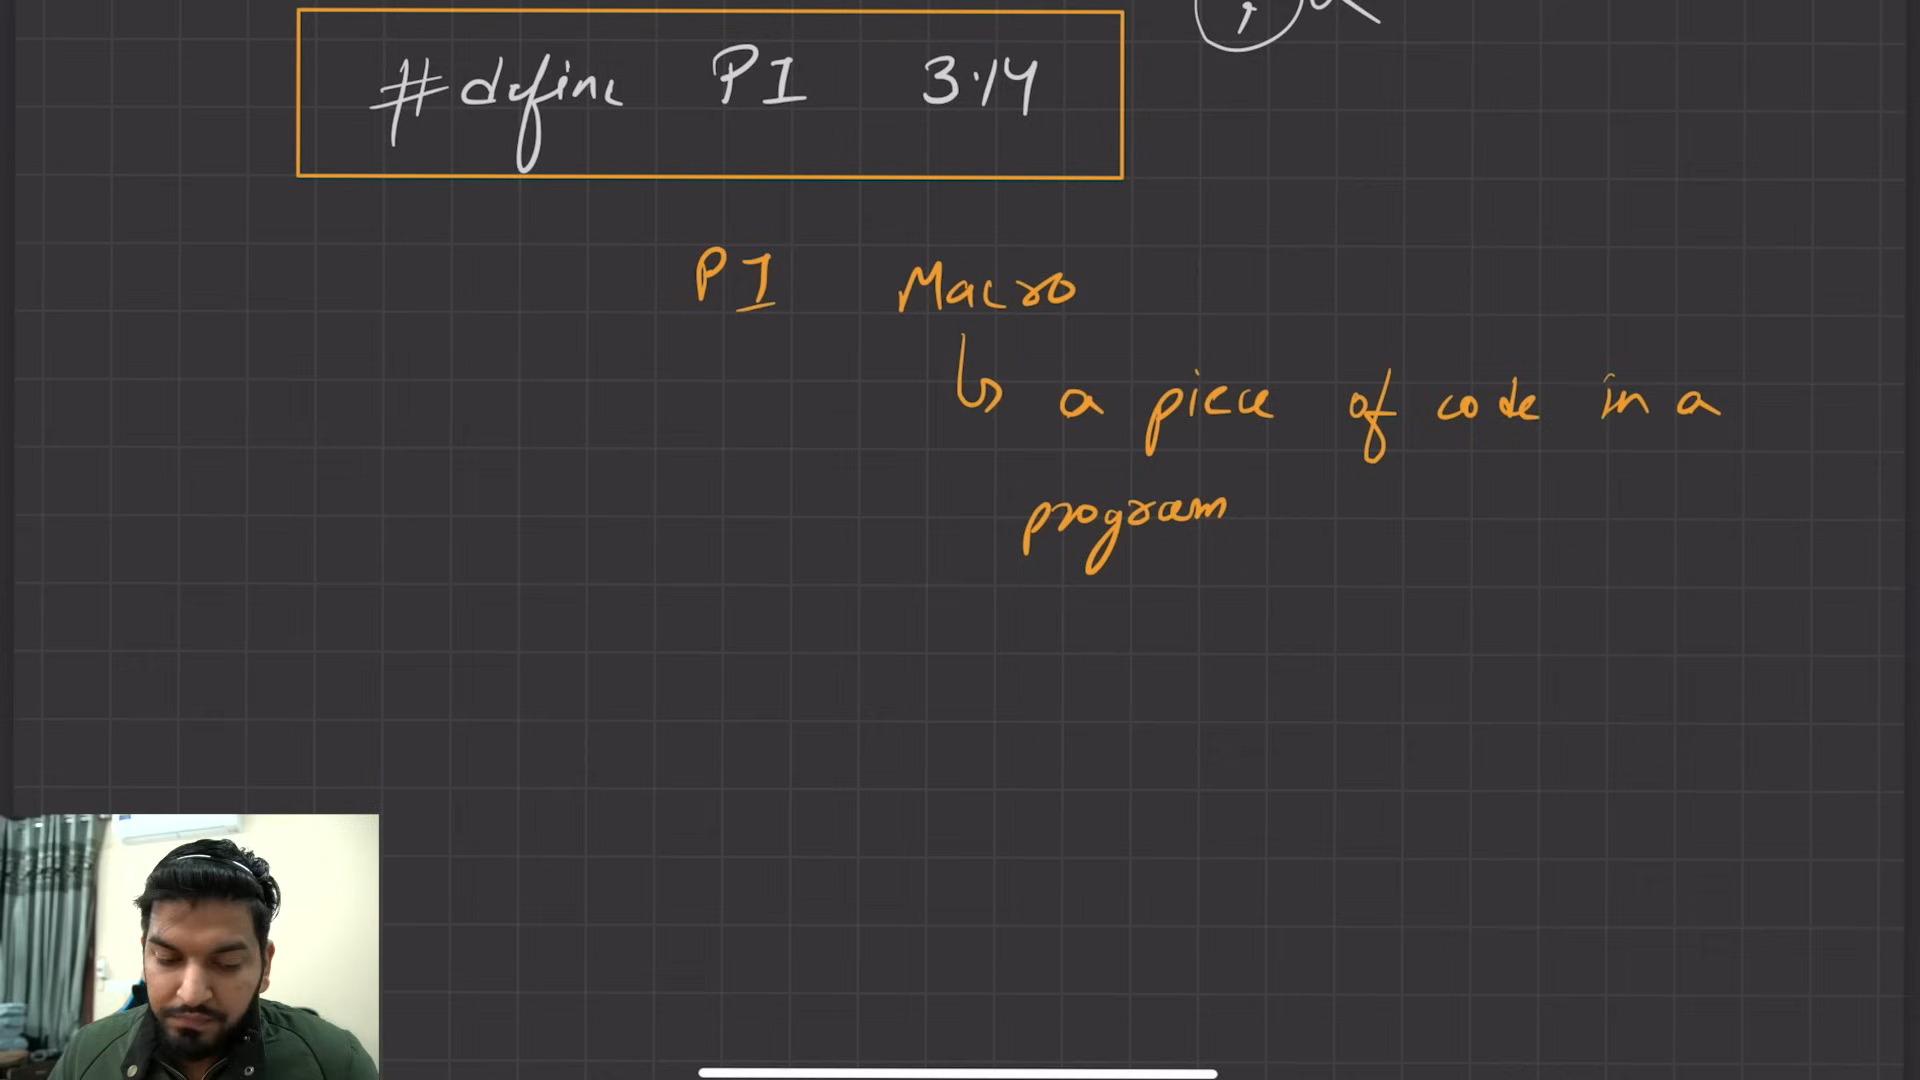 ;
#define PI 3.14
PI Macro
↳ a piece of code in a
program